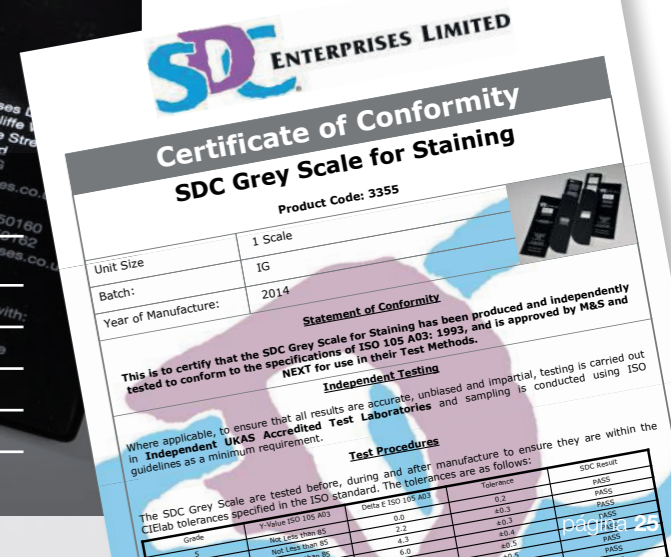 SDC ENTERPRISES LIMITED
Certificate of Conformity
SDC Grey Scale for Staining
Product Code: 3355
Unit Size 1 Scale
Batch: IG
Year of Manufacture: 2014
Statement of Conformity
This is to certify that the SDC Grey Scale for Staining has been produced and independently
tested to conform to the specifications of ISO 105 A03: 1993, and is approved by M&S and
NEXT for use in their Test Methods.
Independent Testing
Where applicable, to ensure that all results are accurate, unbiased and impartial, testing is carried out
in Independent UKAS Accredited Test Laboratories and sampling is conducted using ISO
guidelines as a minimum requirement.
Test Procedures
The SDC Grey Scale are tested before, during and after manufacture to ensure they are within the
CIElab tolerances specified in the ISO standard. The tolerances are as follows:
Grade Y-Value ISO 105 A03 Delta E ISO 105 A03 Tolerance SDC Result
5 Not Less than 85 0.0 0.2 PASS
Not Less than 85 2.2 ±0.3 PASS
than 85 4.3 ±0.3 PASS
6.0 ±0.4 PASS
±0.5 PASS
±0.5
50160
with:
pagina 25